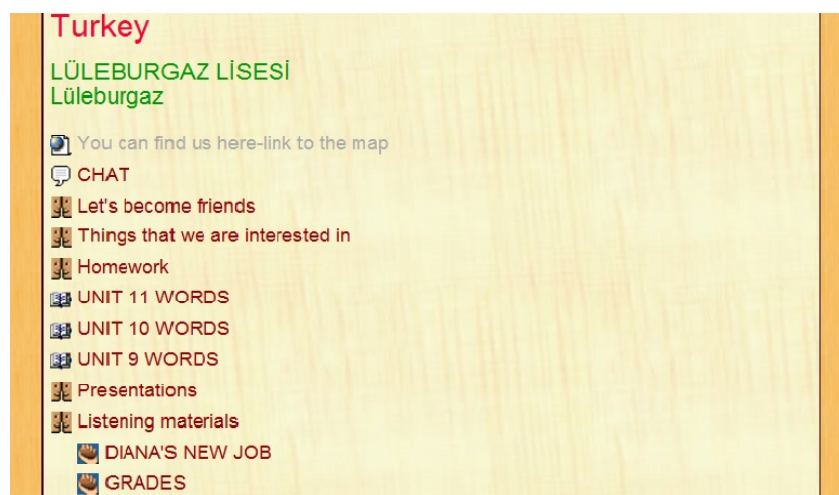 Turkey
LÜLEBURGAZ LİSESİ
Lüleburgaz
You can find us here-link to the map
CHAT
Let's become friends
Things that we are interested in
Homework
UNIT 11 WORDS
UNIT 10 WORDS
UNIT 9 WORDS
Presentations
Listening materials
DIANA'S NEW JOB
GRADES